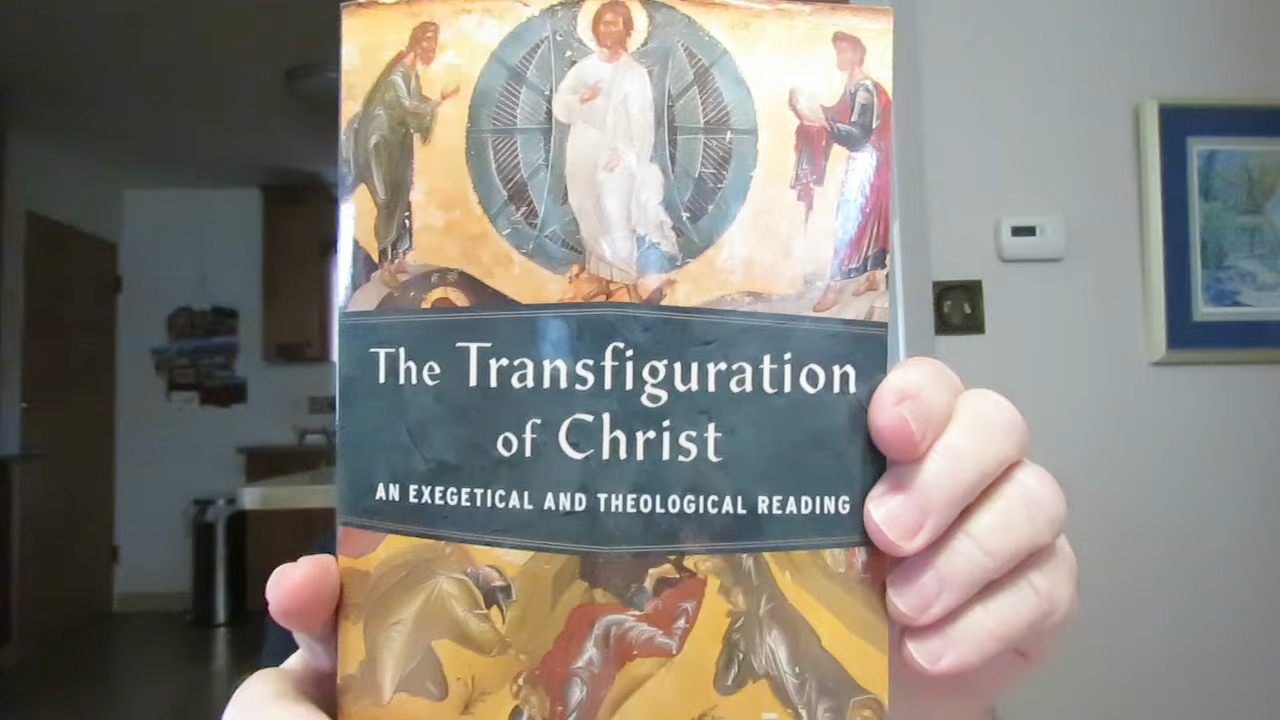 The Transfiguration
of Christ
AN EXEGETICAL AND THEOLOGICAL READING